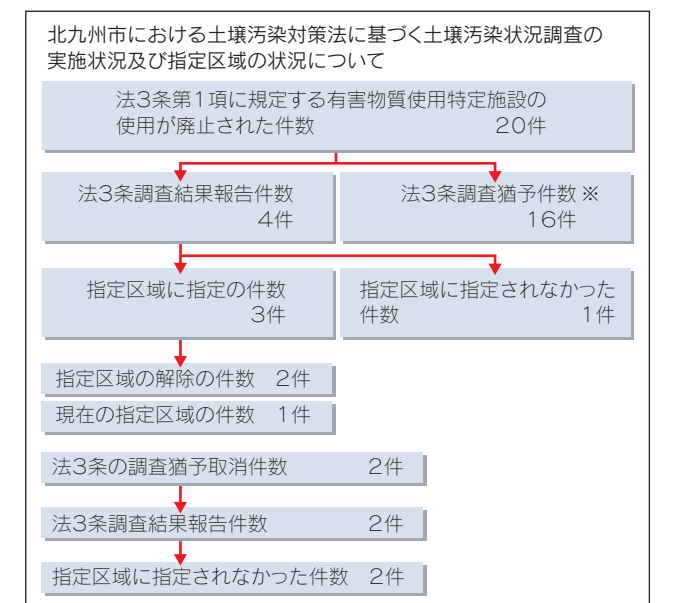 北九州市における土壌汚染対策法に基づく土壌汚染状況調査の
実施状況及び指定区域の状況について
法3条第1項に規定する有害物質使用特定施設の
使用が廃止された件数 20件
法3条調査結果報告件数
4件
法3条調査猶予件数※
16件
指定区域に指定の件数
3件
指定区域に指定されなかった
件数 1件
指定区域の解除の件数 2件
現在の指定区域の件数 1件
法3条の調査猶予取消件数 2件
法3条調査結果報告件数 2件
指定区域に指定されなかった件数 2件